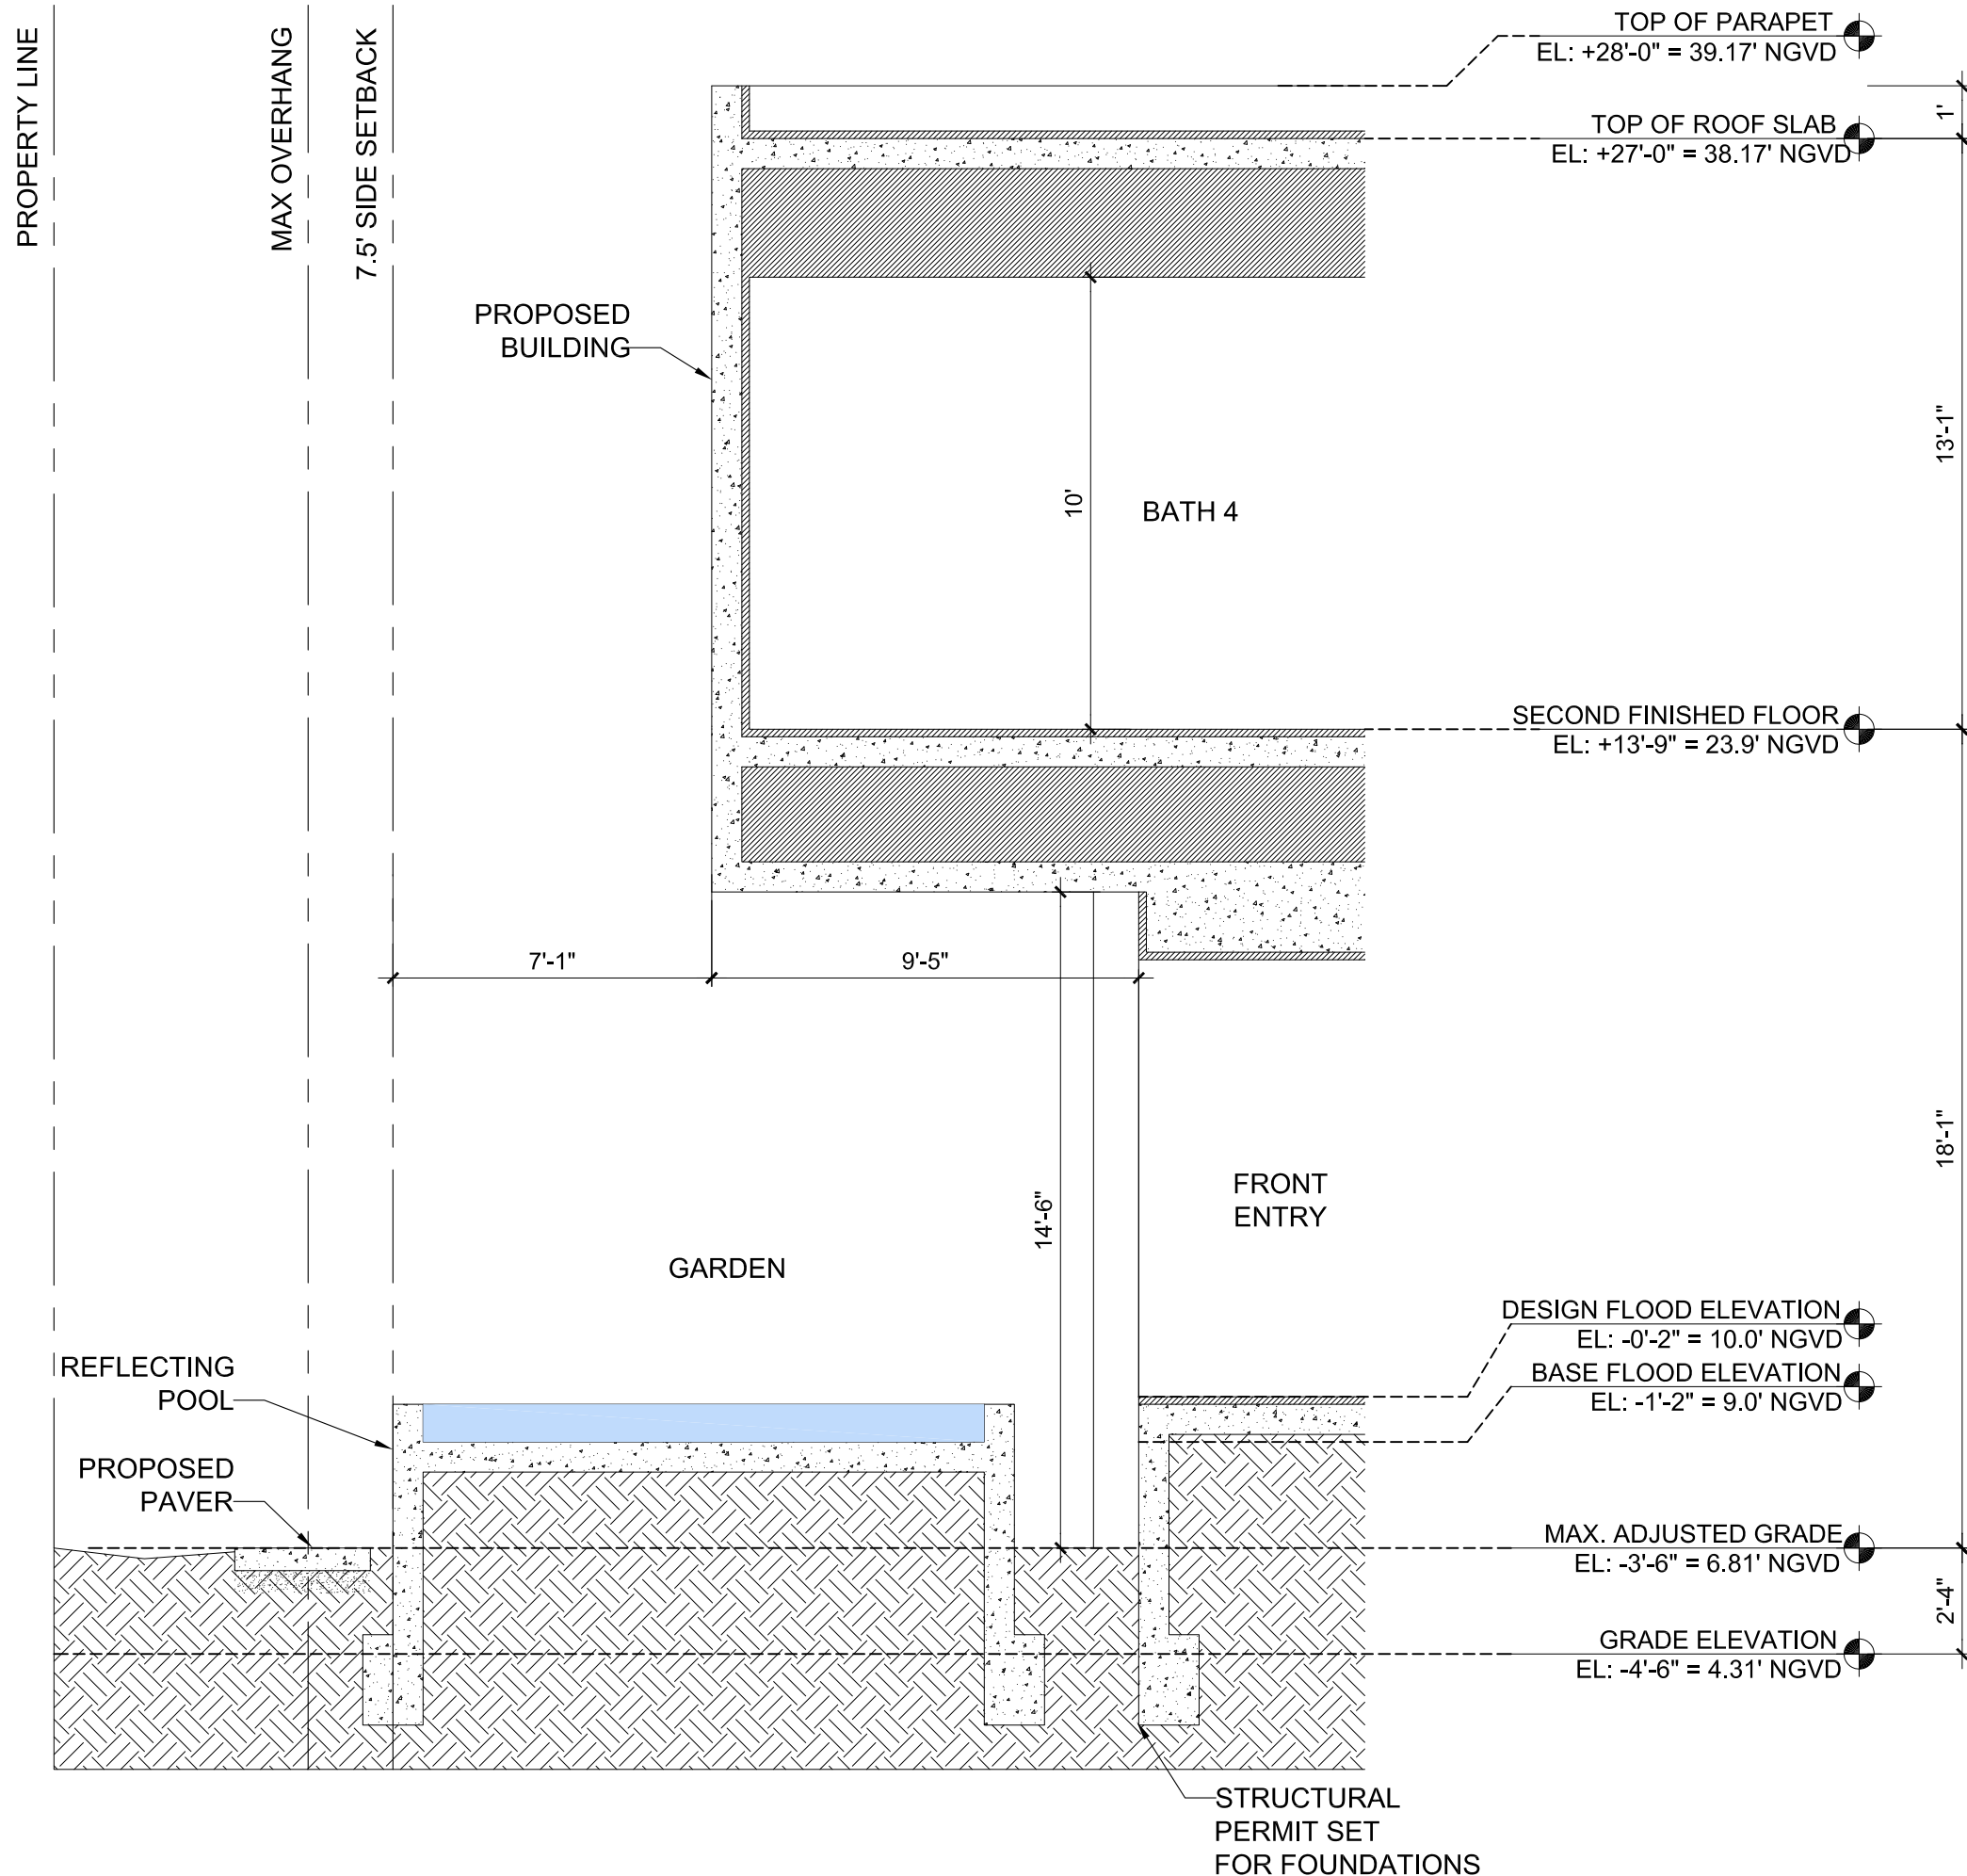 PROPERTY LINE
MAX OVERHANG
7.5' SIDE SETBACK
TOP OF PARAPET
EL: +28'-0" = 39.17' NGVD
1'
TOP OF ROOF SLAB
EL: +27'-0" = 38.17' NGVD
PROPOSED
BUILDING
13'-1"
10'
BATH 4
SECOND FINISHED FLOOR
EL: +13'-9" = 23.9' NGVD
7'-1"
9'-5"
18'-1"
14'-6"
FRONT
ENTRY
GARDEN
DESIGN FLOOD ELEVATION
EL: -0'-2" = 10.0' NGVD
BASE FLOOD ELEVATION
EL: -1'-2" = 9.0' NGVD
REFLECTING
POOL
PROPOSED
PAVER
MAX. ADJUSTED GRADE
EL: -3'-6" = 6.81' NGVD
2'-4"
GRADE ELEVATION
EL: -4'-6" = 4.31' NGVD
STRUCTURAL
PERMIT SET
FOR FOUNDATIONS